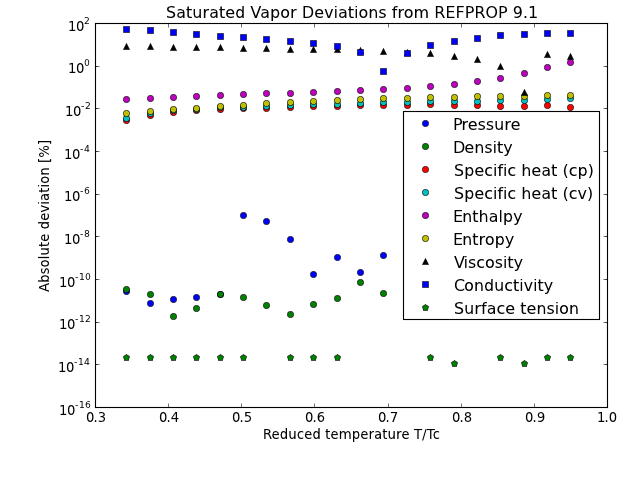 Saturated Vapor Deviations from REFPROP 9.1
10^2
10^0
10^-2
10^-4
10^-6
10^-8
10^-10
10^-12
10^-14
10^-16
Absolute deviation [%]
Pressure
Density
Specific heat (cp)
Specific heat (cv)
Enthalpy
Entropy
Viscosity
Conductivity
Surface tension
0.3 0.4 0.5 0.6 0.7 0.8 0.9 1.0
Reduced temperature T/Tc